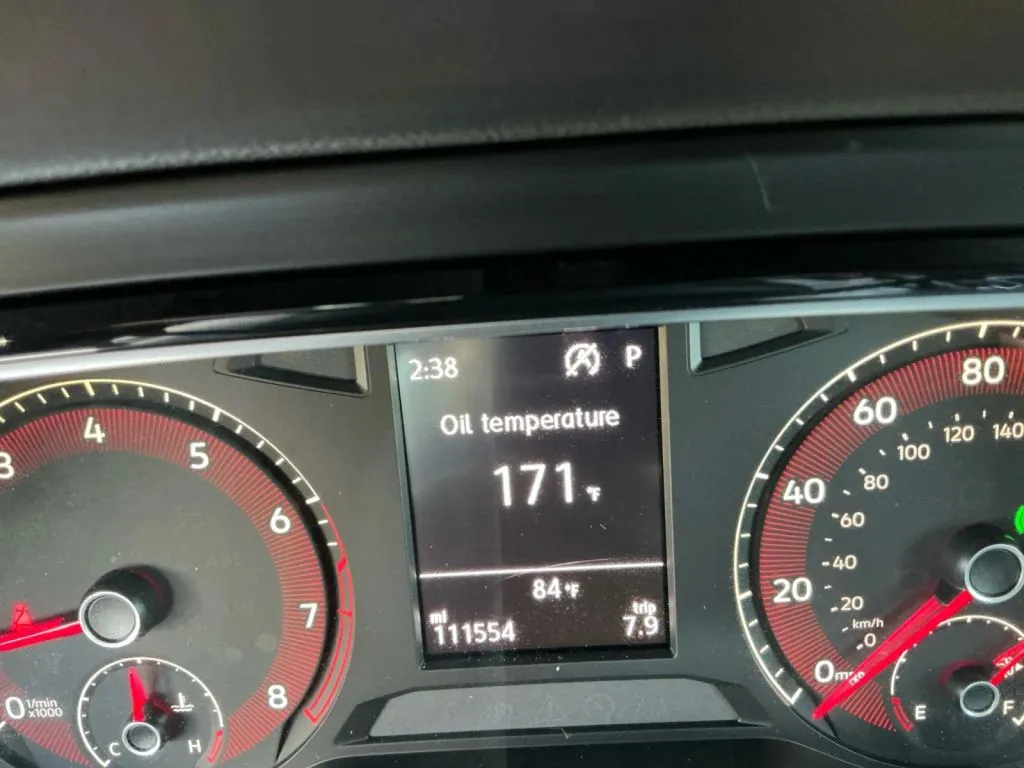 2:38 P
Oil temperature
171 °F
84 °F
mi trip
111554 7.9
3 4 5 6 7 8
0 1/min
x1000
C H
0 20 40 60 80
mph
km/h
0 20 40 60 80 100 120 140
E F